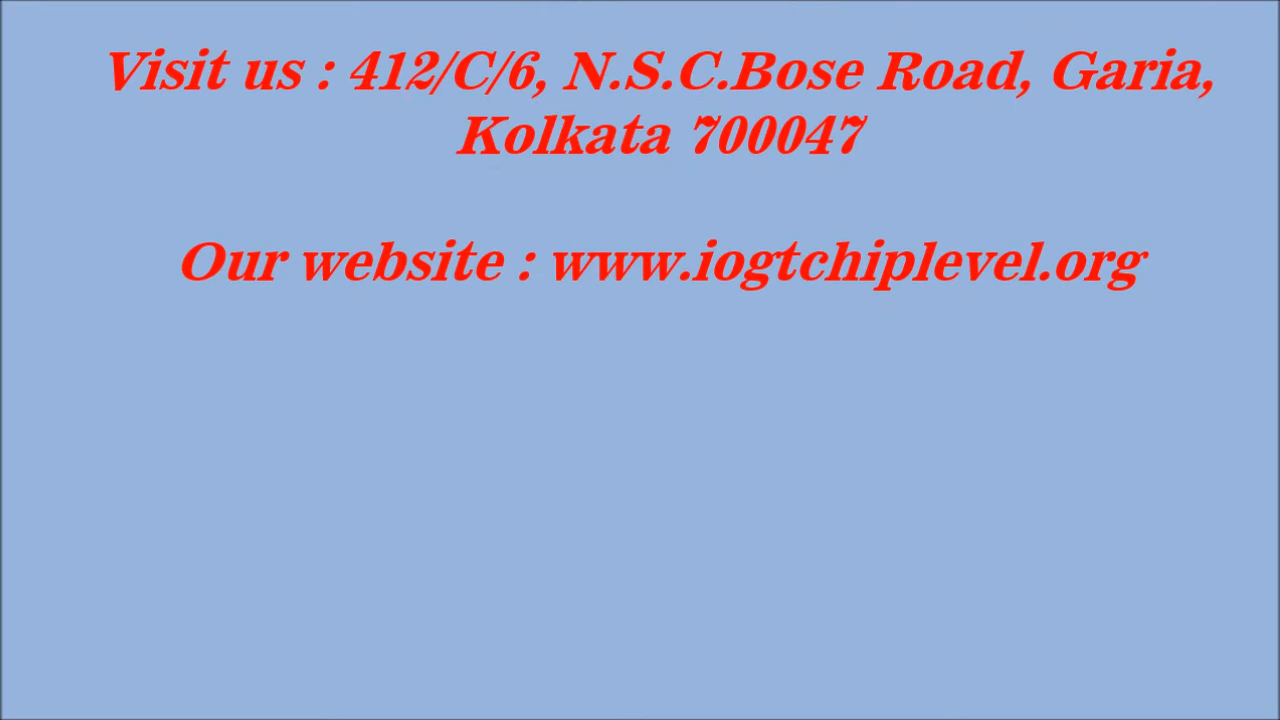 Visit us : 412/C/6, N.S.C.Bose Road, Garia,
Kolkata 700047
Our website : www.iogtchiplevel.org